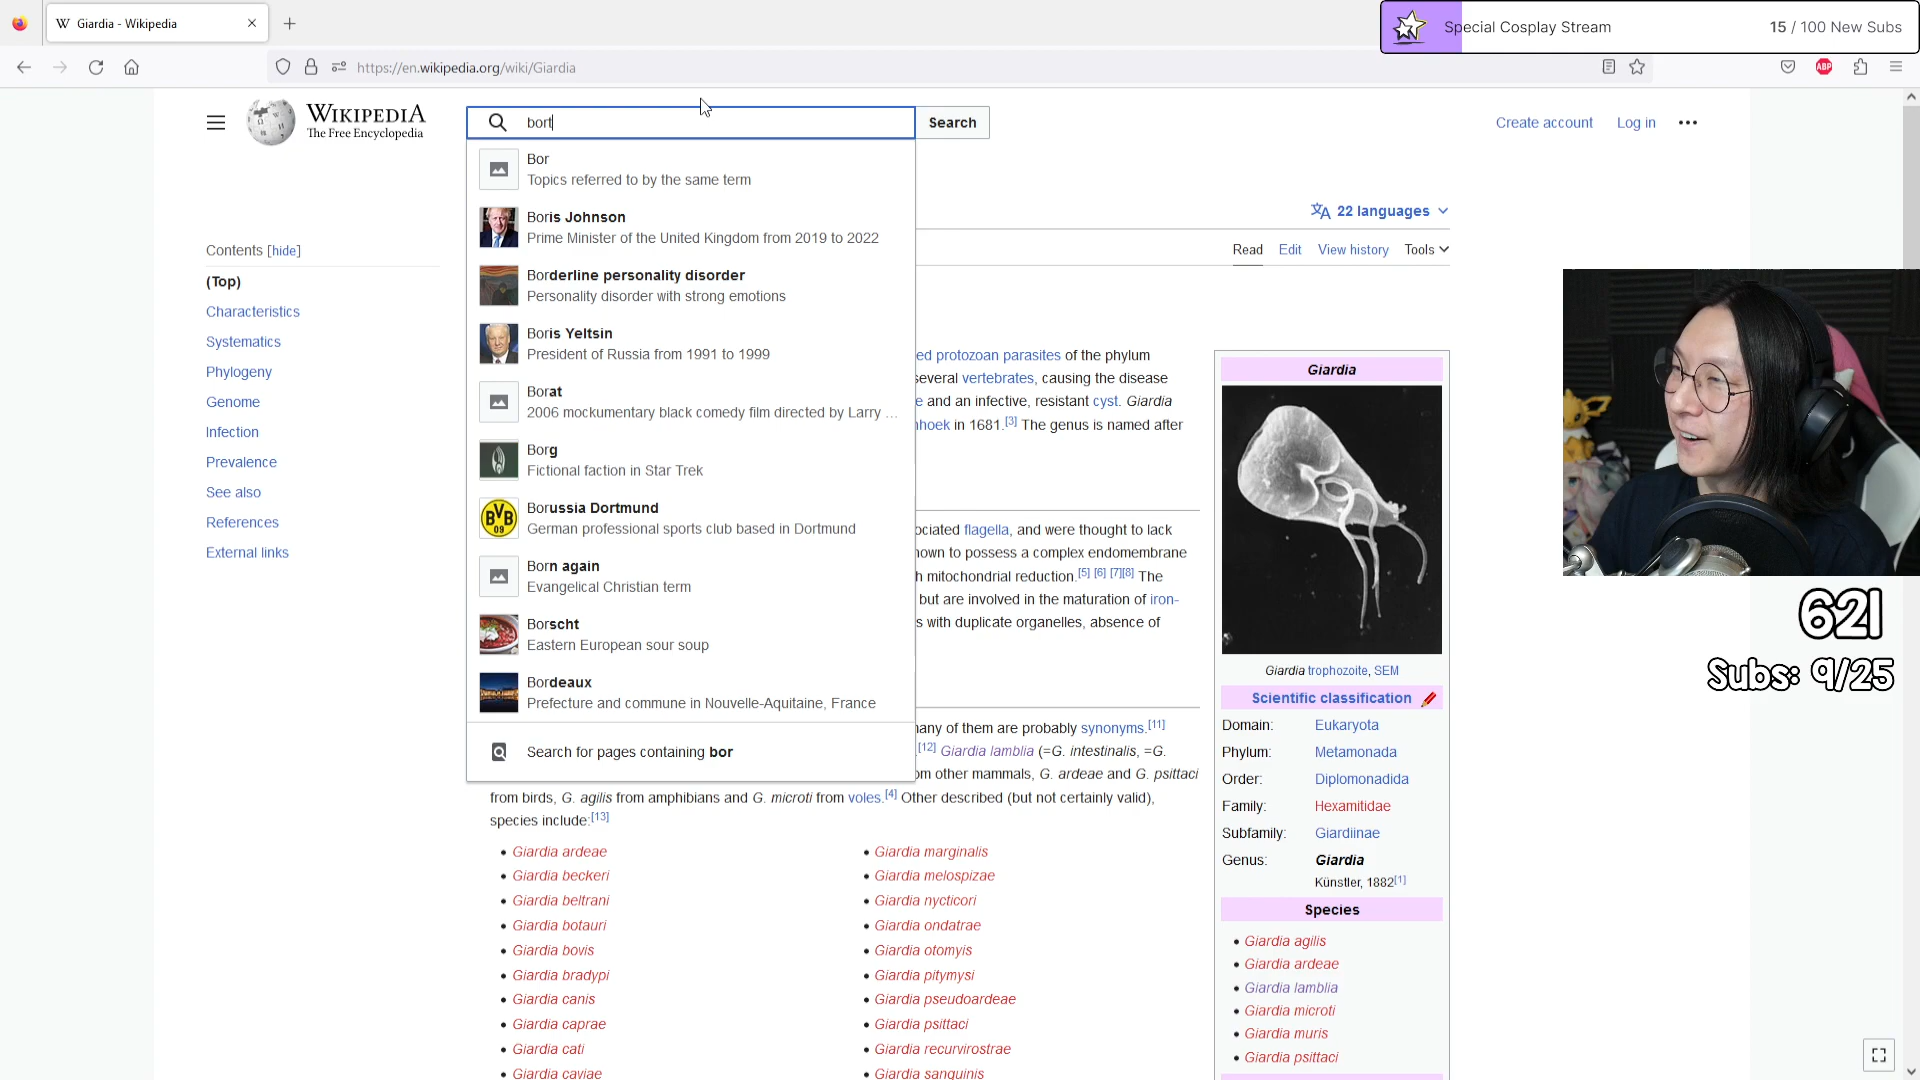 Giardia - Wikipedia
Special Cosplay Stream
15 / 100 New Subs
https://en.wikipedia.org/wiki/Giardia
ABP
WIKIPEDIA
The Free Encyclopedia
bort
Search
Create account
Log in
Bor
Topics referred to by the same term
Boris Johnson
Prime Minister of the United Kingdom from 2019 to 2022
Borderline personality disorder
Personality disorder with strong emotions
Boris Yeltsin
President of Russia from 1991 to 1999
Borat
2006 mockumentary black comedy film directed by Larry ...
Borg
Fictional faction in Star Trek
Borussia Dortmund
German professional sports club based in Dortmund
BVB
09
Born again
Evangelical Christian term
Borscht
Eastern European sour soup
Bordeaux
Prefecture and commune in Nouvelle-Aquitaine, France
Search for pages containing bor
Contents [hide]
(Top)
Characteristics
Systematics
Phylogeny
Genome
Infection
Prevalence
See also
References
External links
22 languages
Read
Edit
View history
Tools
ed protozoan parasites of the phylum
several vertebrates, causing the disease
e and an infective, resistant cyst. Giardia
nhoek in 1681.[3] The genus is named after
ociated flagella, and were thought to lack
nown to possess a complex endomembrane
h mitochondrial reduction.[5] [6] [7][8] The
but are involved in the maturation of iron-
s with duplicate organelles, absence of
many of them are probably synonyms.[11]
[12] Giardia lamblia (=G. intestinalis, =G.
om other mammals, G. ardeae and G. psittaci
from birds, G. agilis from amphibians and G. microti from voles.[4] Other described (but not certainly valid),
species include:[13]
Giardia ardeae
Giardia beckeri
Giardia beltrani
Giardia botauri
Giardia bovis
Giardia bradypi
Giardia canis
Giardia caprae
Giardia cati
Giardia caviae
Giardia marginalis
Giardia melospizae
Giardia nycticori
Giardia ondatrae
Giardia otomyis
Giardia pitymysi
Giardia pseudoardeae
Giardia psittaci
Giardia recurvirostrae
Giardia sanguinis
Giardia
Giardia trophozoite, SEM
Scientific classification
Domain: Eukaryota
Phylum: Metamonada
Order: Diplomonadida
Family: Hexamitidae
Subfamily: Giardiinae
Genus: Giardia
Künstler, 1882[1]
Species
Giardia agilis
Giardia ardeae
Giardia lamblia
Giardia microti
Giardia muris
Giardia psittaci
621
Subs: 9/25